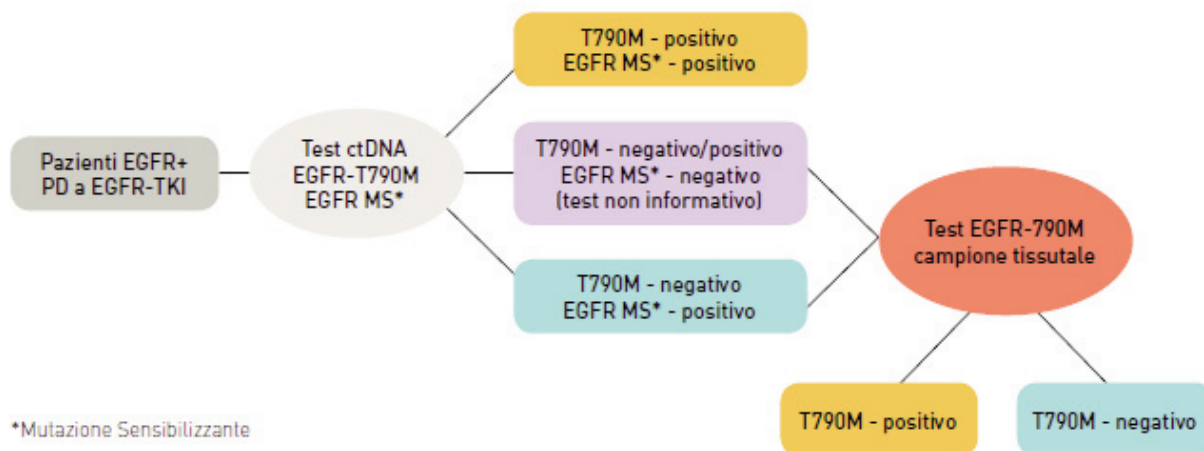 Pazienti EGFR+
PD a EGFR-TKI
Test ctDNA
EGFR-T790M
EGFR MS*
T790M - positivo
EGFR MS* - positivo
T790M - negativo/positivo
EGFR MS* - negativo
(test non informativo)
T790M - negativo
EGFR MS* - positivo
Test EGFR-790M
campione tissutale
T790M - positivo
T790M - negativo
*Mutazione Sensibilizzante